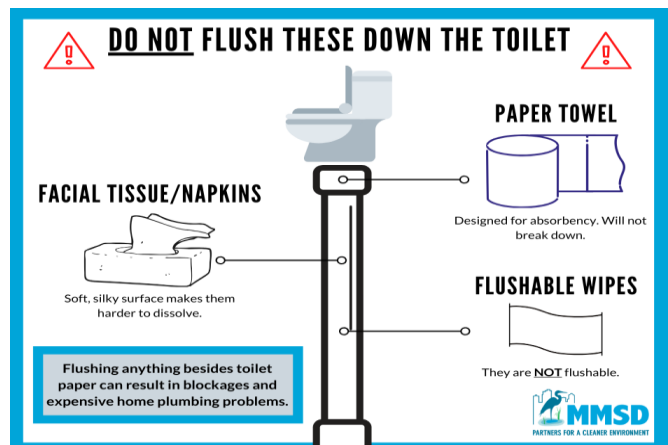 DO NOT FLUSH THESE DOWN THE TOILET
PAPER TOWEL
Designed for absorbency. Will not
break down.
FACIAL TISSUE/NAPKINS
Soft, silky surface makes them
harder to dissolve.
FLUSHABLE WIPES
They are NOT flushable.
Flushing anything besides toilet
paper can result in blockages and
expensive home plumbing problems.
MMSD
PARTNERS FOR A CLEANER ENVIRONMENT